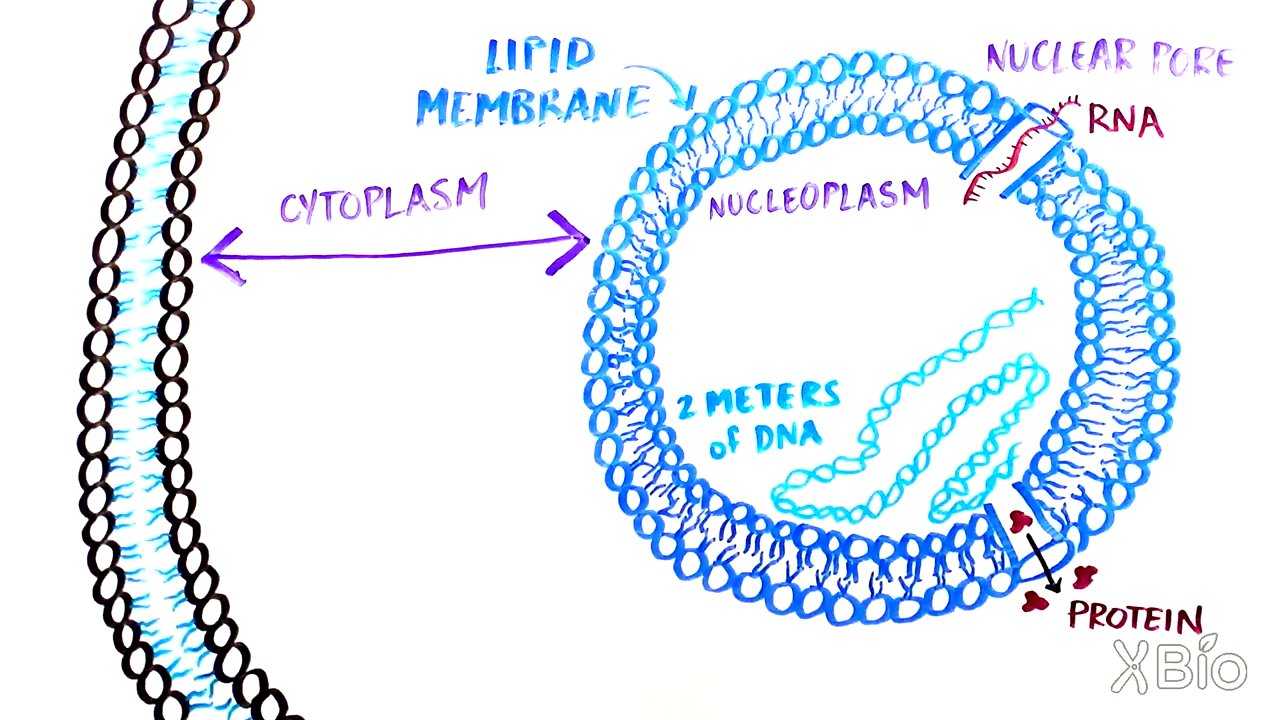 LIPID
MEMBRANE
NUCLEAR PORE
RNA
CYTOPLASM
NUCLEOPLASM
2 METERS
of DNA
PROTEIN
XBio